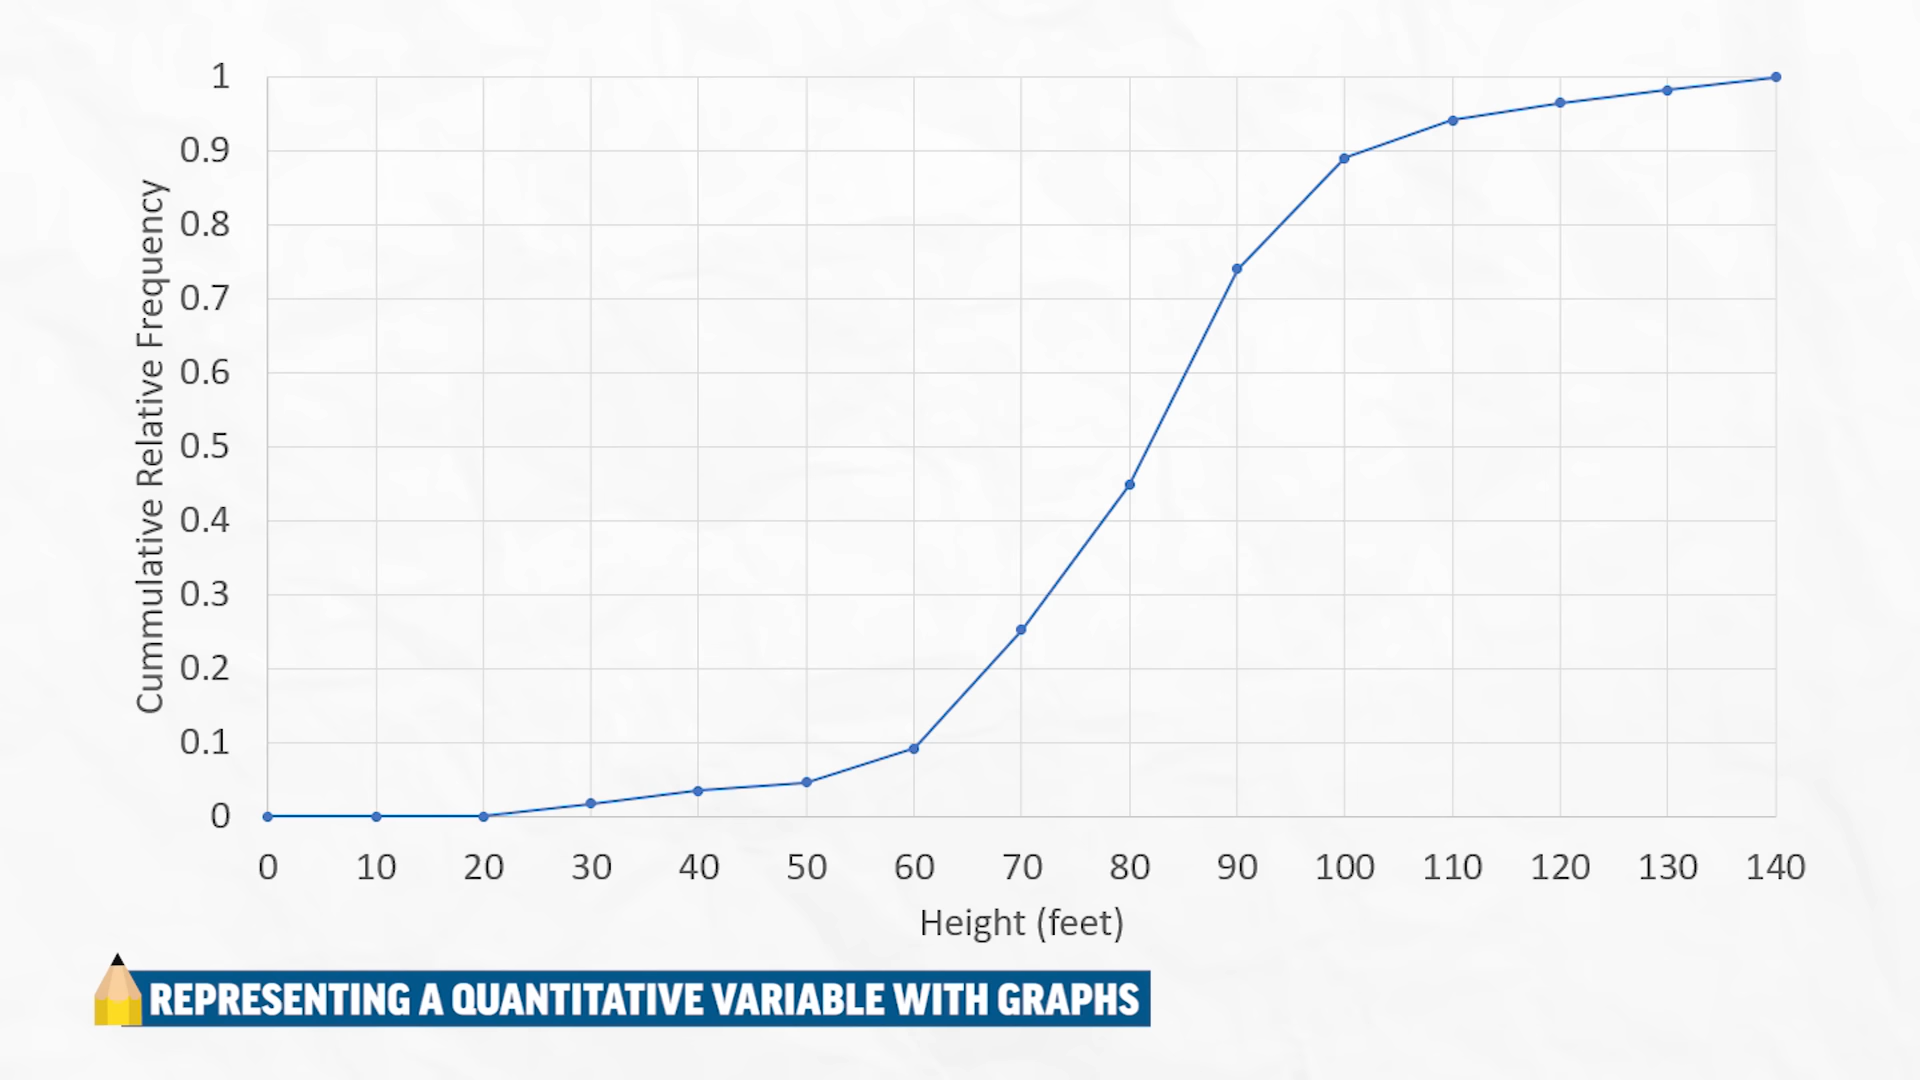 1
0.9
0.8
0.7
0.6
0.5
0.4
0.3
0.2
0.1
0
Cummulative Relative Frequency
0 10 20 30 40 50 60 70 80 90 100 110 120 130 140
Height (feet)
REPRESENTING A QUANTITATIVE VARIABLE WITH GRAPHS